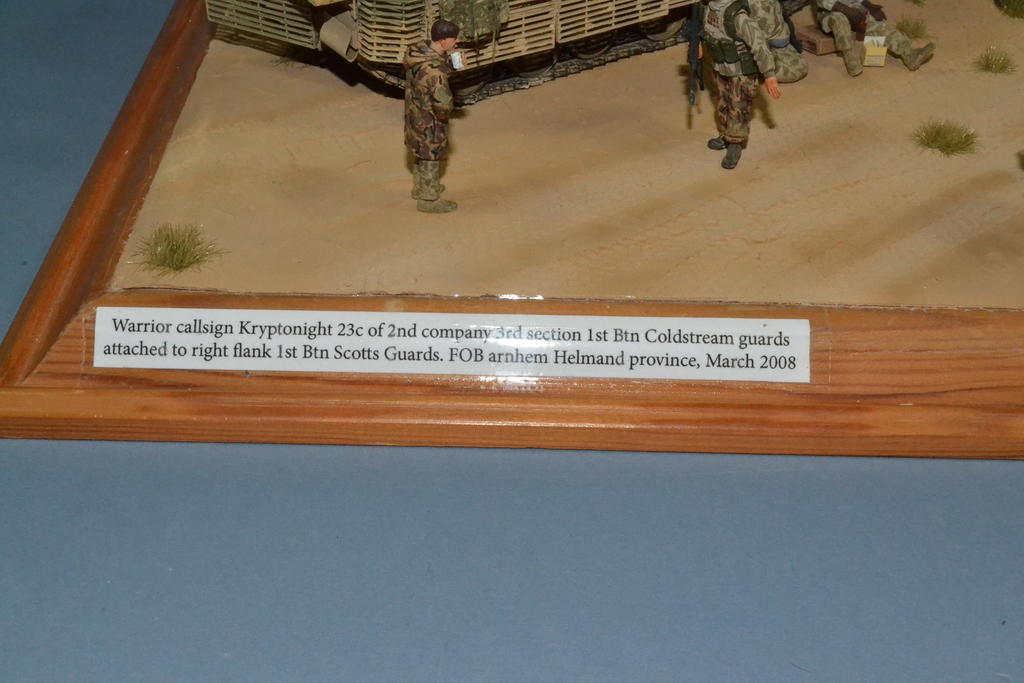 Warrior callsign Kryptonight 23c of 2nd company 3rd section 1st Btn Coldstream guards
attached to right flank 1st Btn Scotts Guards. FOB arnhem Helmand province, March 2008